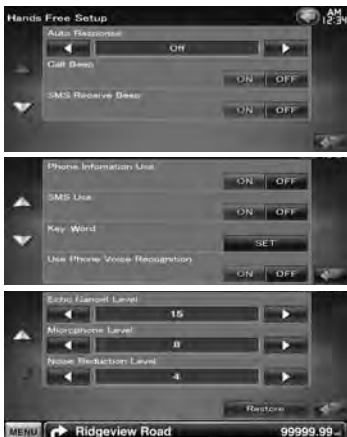 Hands Free Setup
AM
12:34
Auto Response
Off
Call Beep
ON OFF
SMS Receive Beep
ON OFF
Phone Infomation Use
ON OFF
SMS Use
ON OFF
Key Word
SET
Use Phone Voice Recognition
ON OFF
Echo Cancel Level
15
Microphone Level
8
Noise Reduction Level
4
Restore
MENU Ridgeview Road 99999.99